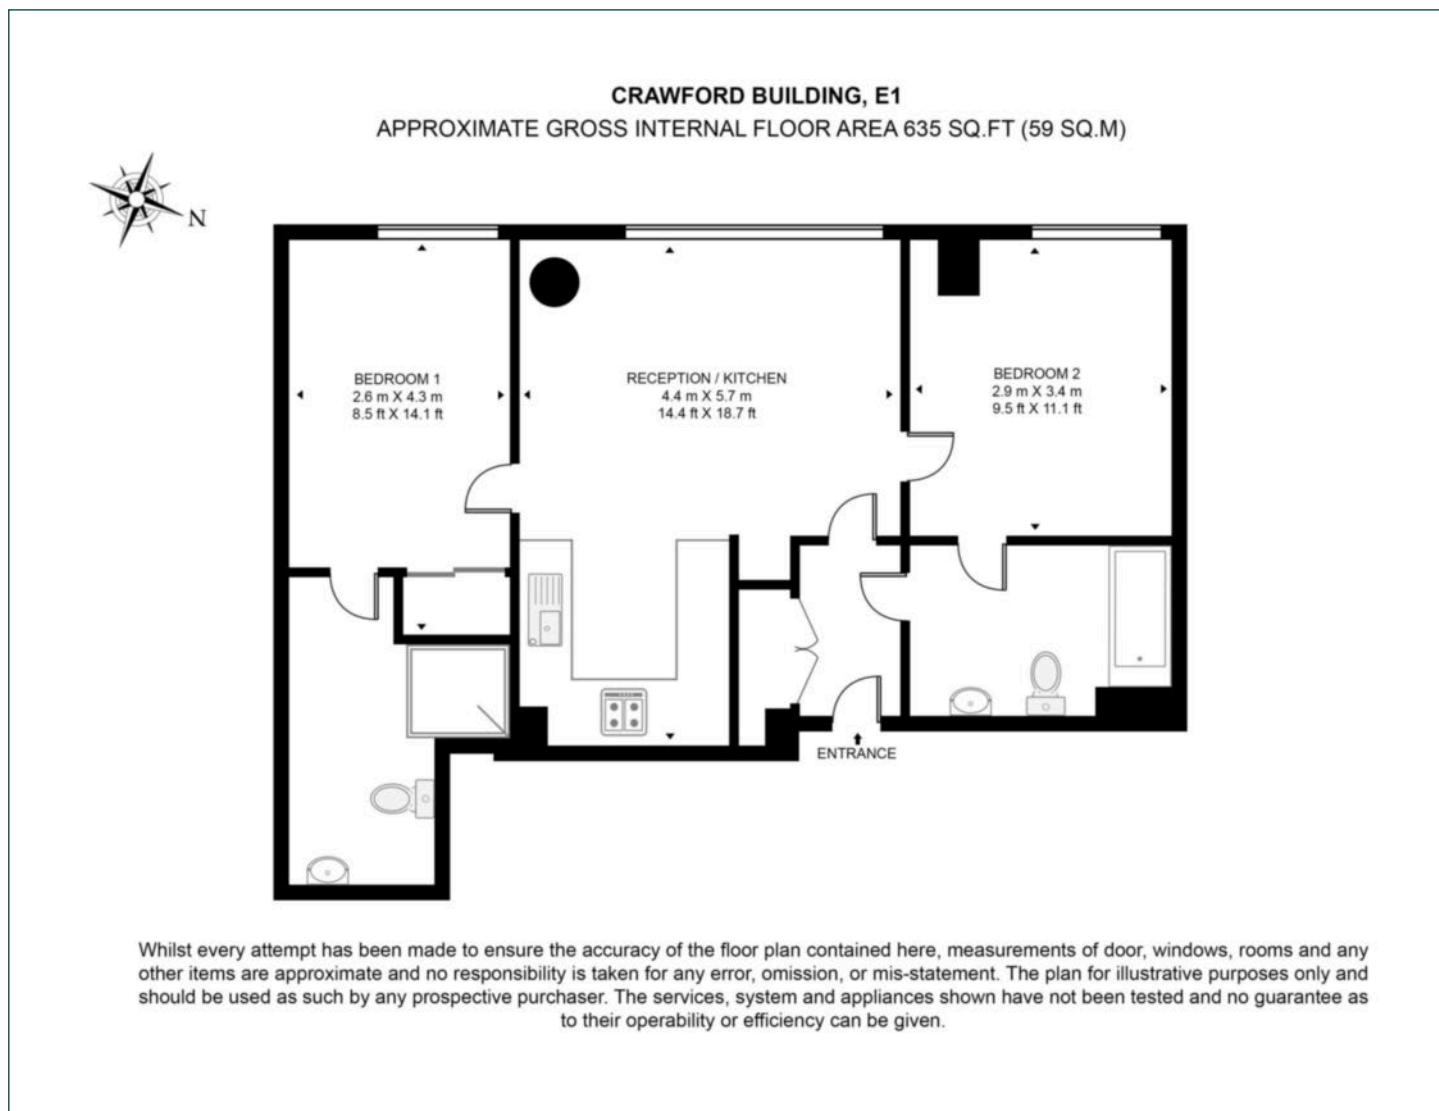 CRAWFORD BUILDING, E1
APPROXIMATE GROSS INTERNAL FLOOR AREA 635 SQ.FT (59 SQ.M)
N
BEDROOM 1
2.6 m X 4.3 m
8.5 ft X 14.1 ft
RECEPTION / KITCHEN
4.4 m X 5.7 m
14.4 ft X 18.7 ft
BEDROOM 2
2.9 m X 3.4 m
9.5 ft X 11.1 ft
ENTRANCE
Whilst every attempt has been made to ensure the accuracy of the floor plan contained here, measurements of door, windows, rooms and any
other items are approximate and no responsibility is taken for any error, omission, or mis-statement. The plan for illustrative purposes only and
should be used as such by any prospective purchaser. The services, system and appliances shown have not been tested and no guarantee as
to their operability or efficiency can be given.